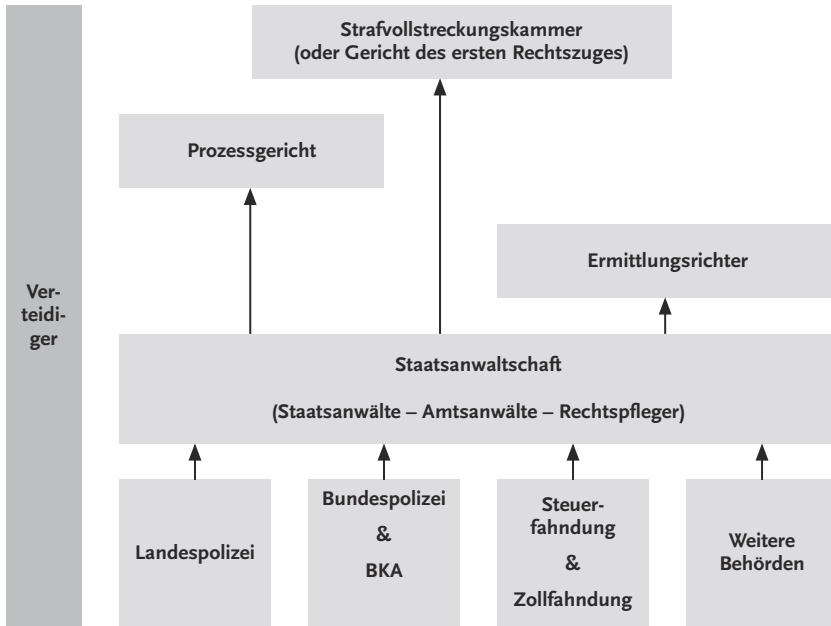 Strafvollstreckungskammer
(oder Gericht des ersten Rechtszuges)
Prozessgericht
Ermittlungsrichter
Ver-
teidi-
ger
Staatsanwaltschaft
(Staatsanwälte – Amtsanwälte – Rechtspfleger)
Landespolizei
Bundespolizei
&
BKA
Steuer-
fahndung
&
Zollfahndung
Weitere
Behörden